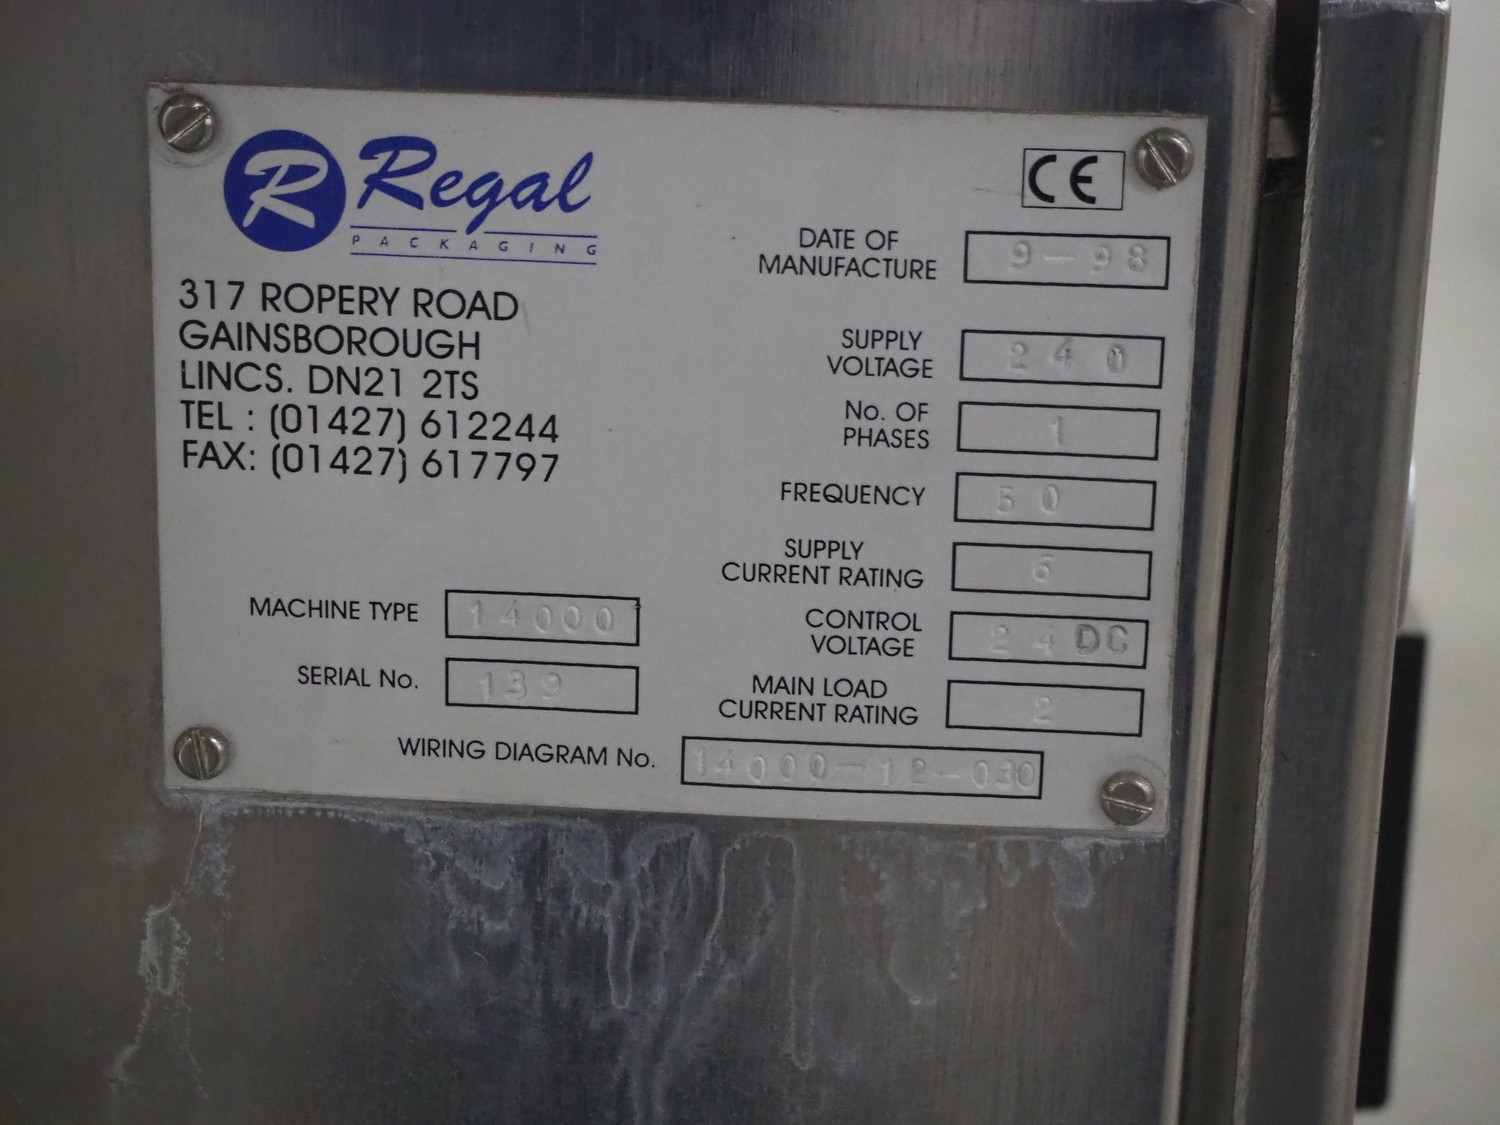 R Regal
PACKAGING
317 ROPERY ROAD
GAINSBOROUGH
LINCS. DN21 2TS
TEL : (01427) 612244
FAX: (01427) 617797
MACHINE TYPE 14000
SERIAL No. 139
CE
DATE OF
MANUFACTURE 9-98
SUPPLY
VOLTAGE 240
No. OF
PHASES 1
FREQUENCY 50
SUPPLY
CURRENT RATING 6
CONTROL
VOLTAGE 24DC
MAIN LOAD
CURRENT RATING 2
WIRING DIAGRAM No. 14000-12-030